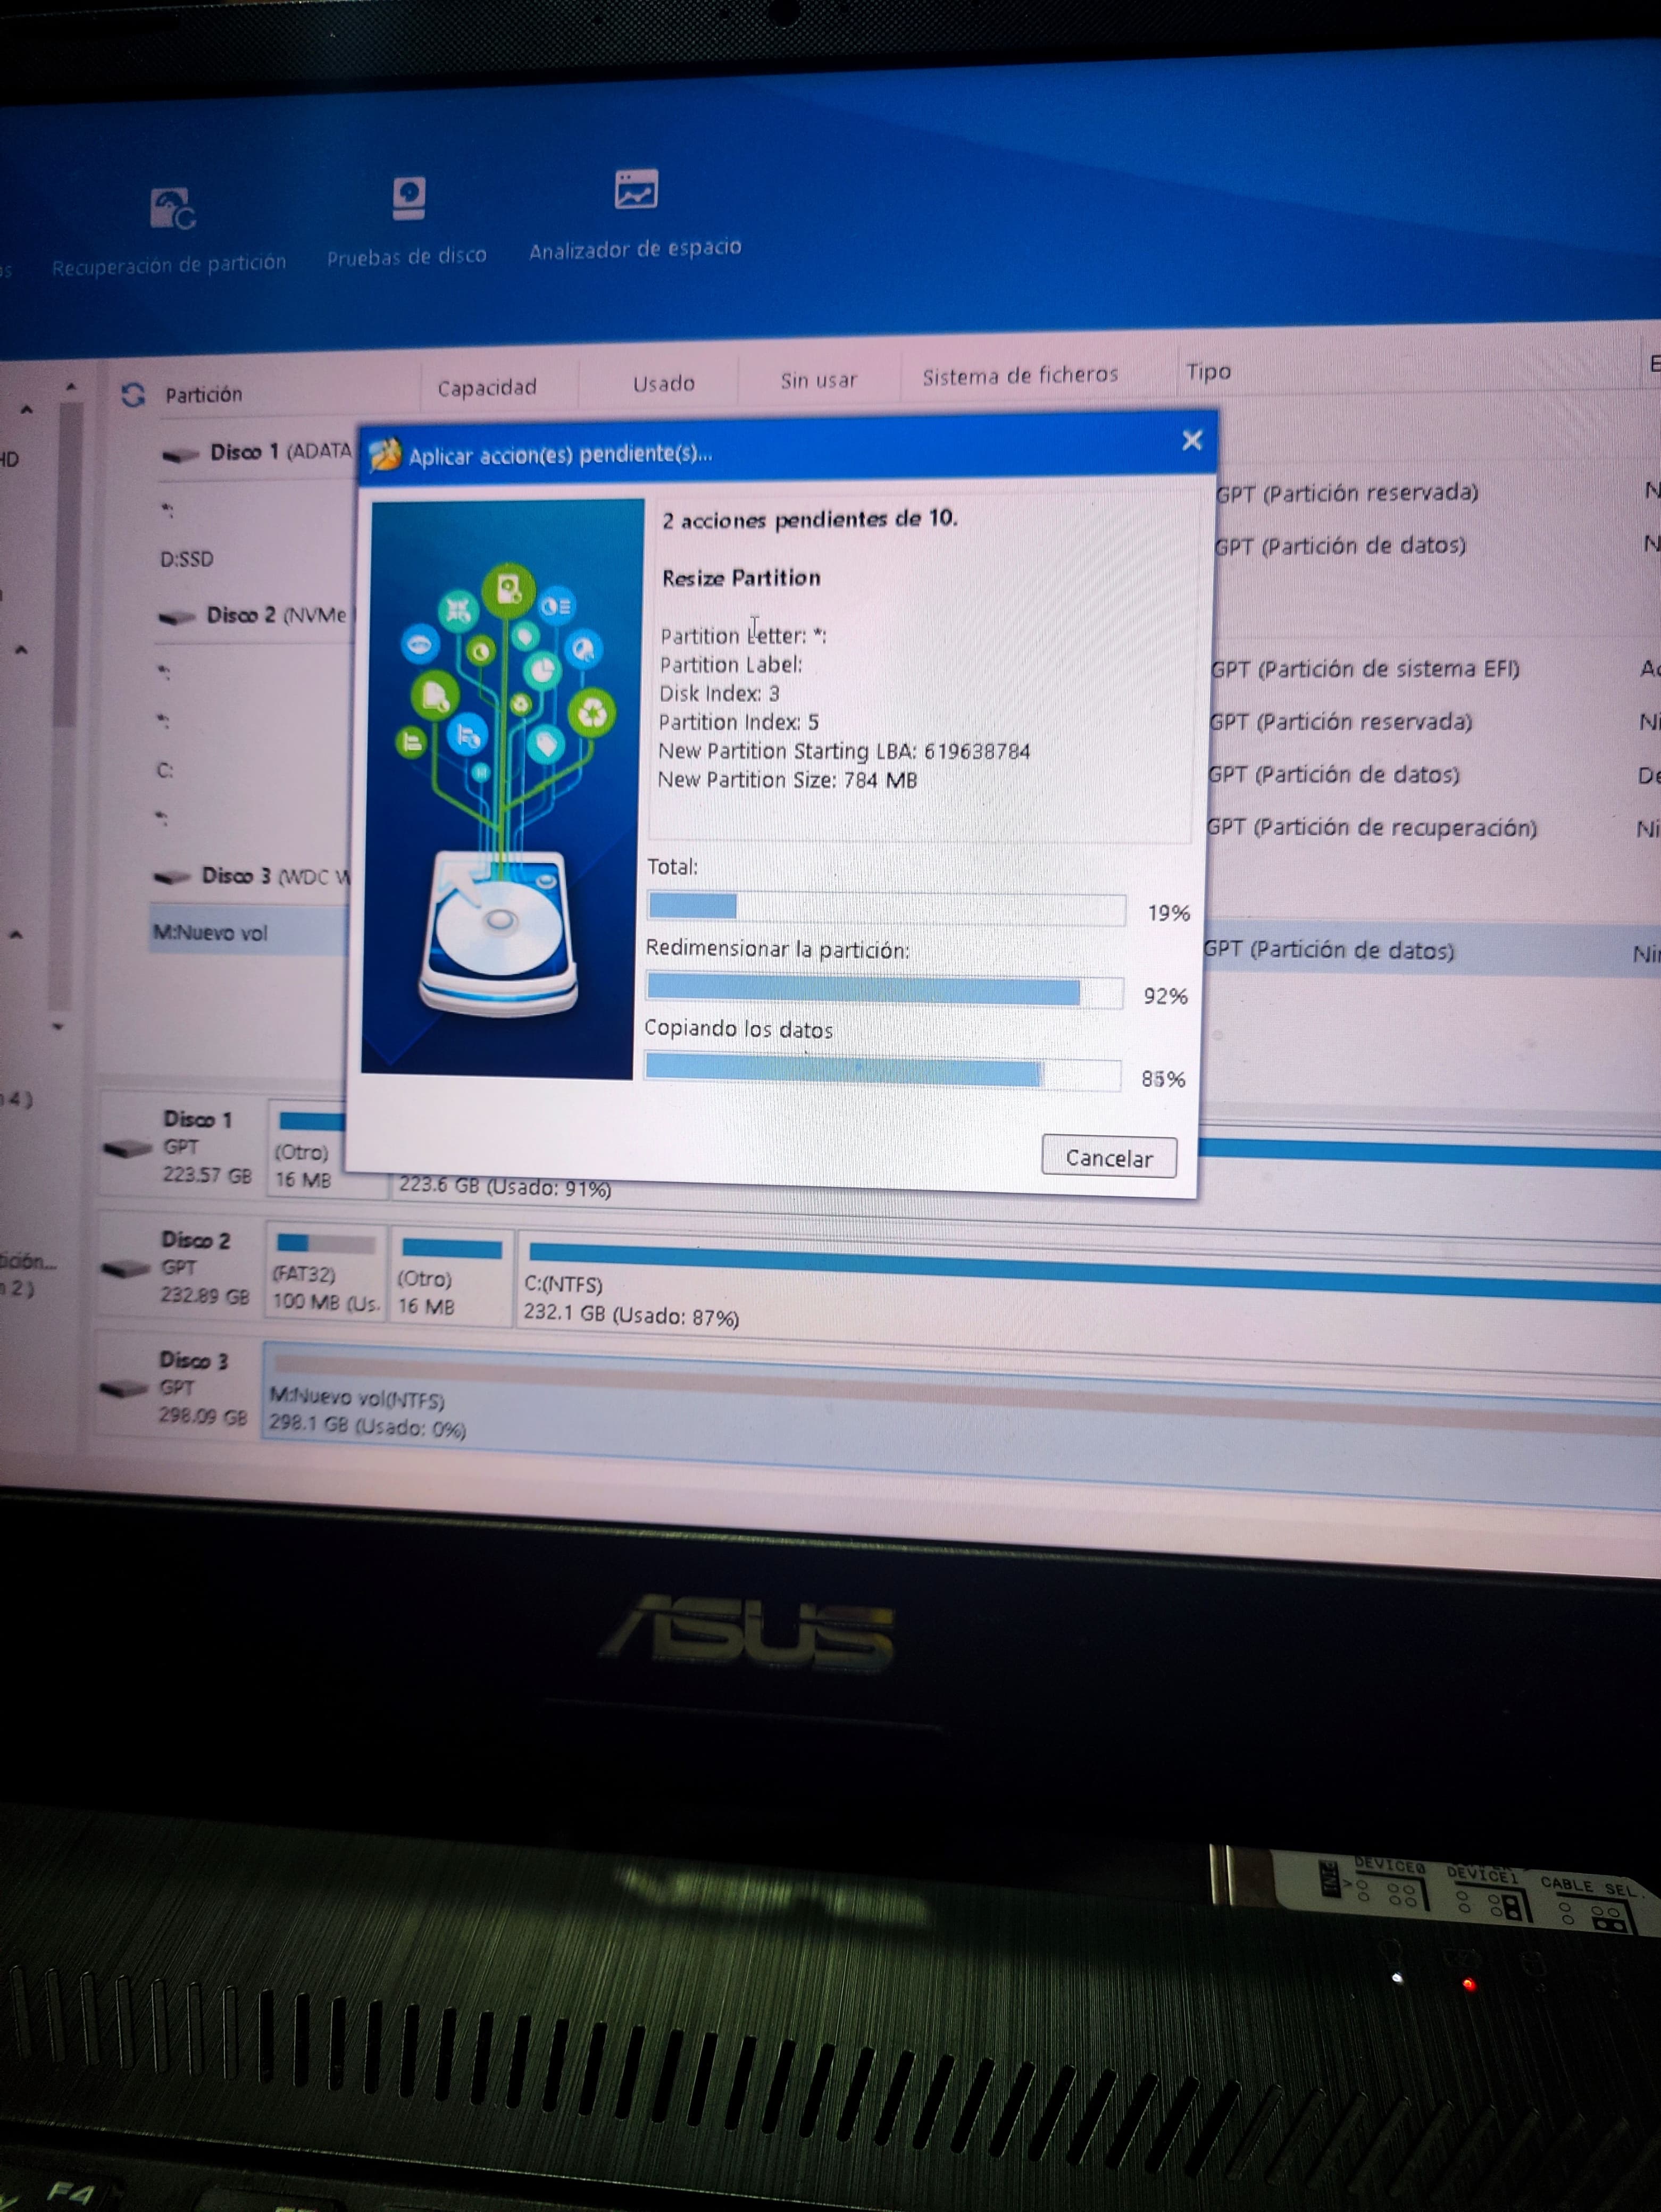 Recuperación de partición
Pruebas de disco
Analizador de espacio
Partición Capacidad Usado Sin usar Sistema de ficheros Tipo
Disco 1 (ADATA
*:
GPT (Partición reservada)
D:SSD
GPT (Partición de datos)
Disco 2 (NVMe
*:
GPT (Partición de sistema EFI)
*:
GPT (Partición reservada)
C:
GPT (Partición de datos)
*:
GPT (Partición de recuperación)
Disco 3 (WDC W
M:Nuevo vol
GPT (Partición de datos)
Aplicar accion(es) pendiente(s)...
2 acciones pendientes de 10.
Resize Partition
Partition Letter: *:
Partition Label:
Disk Index: 3
Partition Index: 5
New Partition Starting LBA: 619638784
New Partition Size: 784 MB
Total:
19%
Redimensionar la partición:
92%
Copiando los datos
85%
Cancelar
Disco 1
GPT
223.57 GB
(Otro)
16 MB
223.6 GB (Usado: 91%)
Disco 2
GPT
232.89 GB
(FAT32)
100 MB (Us.
(Otro)
16 MB
C:(NTFS)
232.1 GB (Usado: 87%)
Disco 3
GPT
298.09 GB
M:Nuevo vol(NTFS)
298.1 GB (Usado: 0%)
ASUS
DEVICE0 DEVICE1 CABLE SEL.
F4